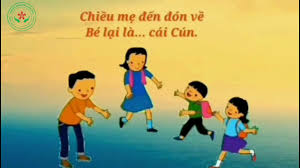 Chiều mẹ đến đón về
Bé lại là... cái Cún.